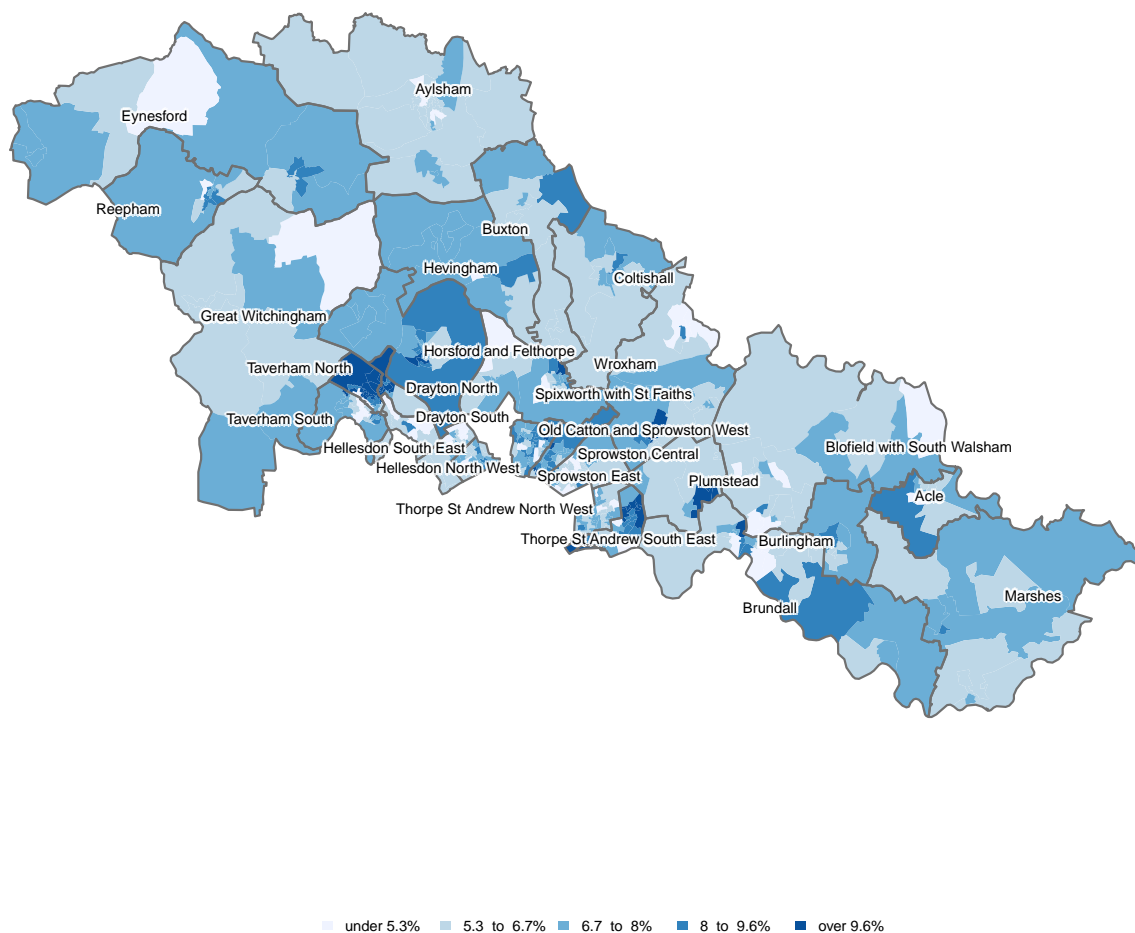 Aylsham
Eynesford
Reepham
Buxton
Hevingham
Coltishall
Great Witchingham
Horsford and Felthorpe
Taverham North
Wroxham
Drayton North
Spixworth with St Faiths
Taverham South
Drayton South
Old Catton and Sprowston West
Hellesdon South East
Blofield with South Walsham
Sprowston Central
Hellesdon North West
Sprowston East
Plumstead
Acle
Thorpe St Andrew North West
Thorpe St Andrew South East
Burlingham
Marshes
Brundall
under 5.3% 5.3 to 6.7% 6.7 to 8% 8 to 9.6% over 9.6%